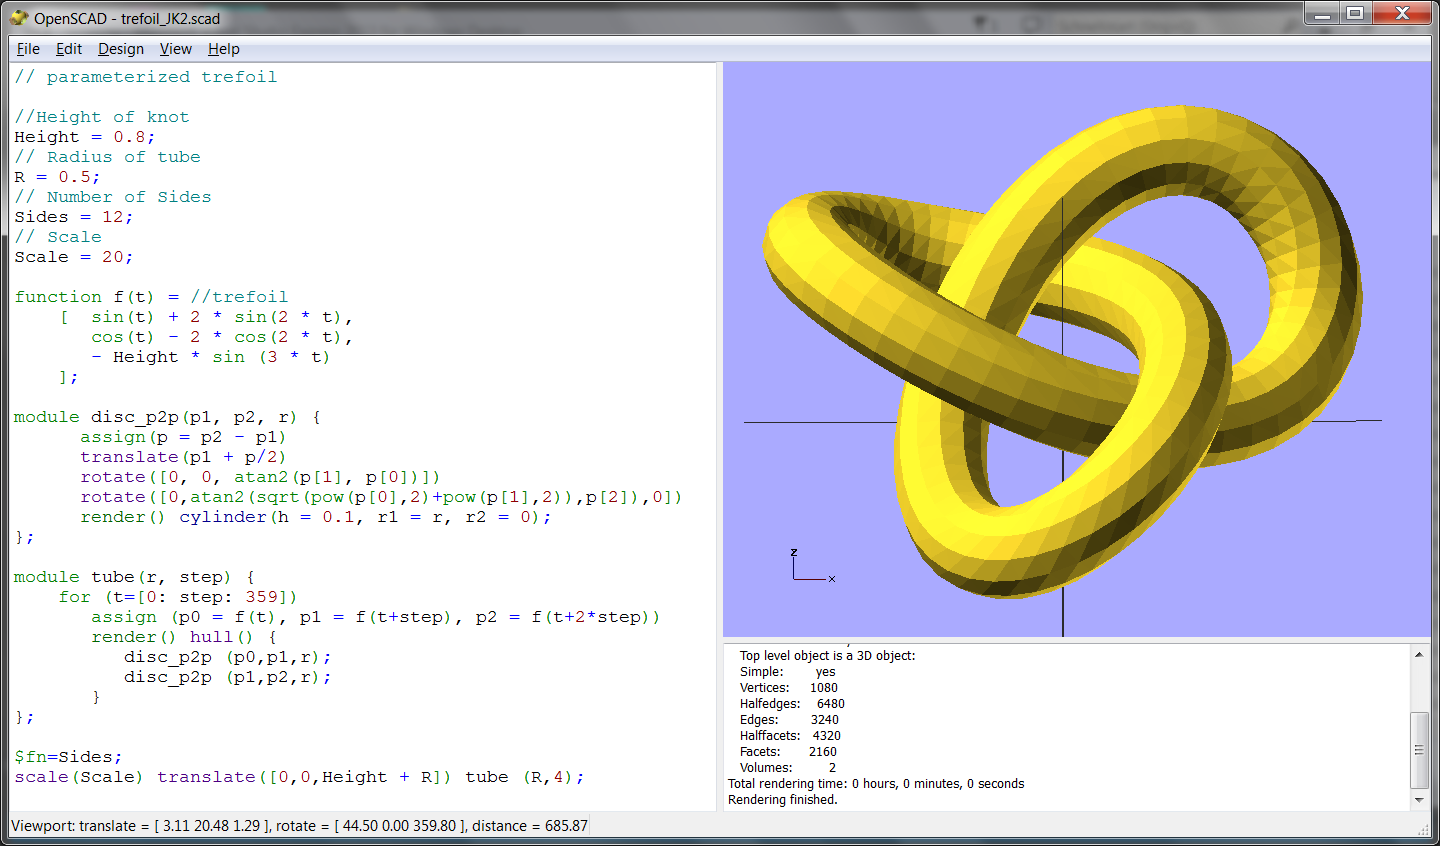 OpenSCAD - trefoil_JK2.scad
File Edit Design View Help
// parameterized trefoil
//Height of knot
Height = 0.8;
// Radius of tube
R = 0.5;
// Number of Sides
Sides = 12;
// Scale
Scale = 20;
function f(t) = //trefoil
[ sin(t) + 2 * sin(2 * t),
cos(t) - 2 * cos(2 * t),
- Height * sin (3 * t)
];
module disc_p2p(p1, p2, r) {
assign(p = p2 - p1)
translate(p1 + p/2)
rotate([0, 0, atan2(p[1], p[0])])
rotate([0,atan2(sqrt(pow(p[0],2)+pow(p[1],2)),p[2]),0])
render() cylinder(h = 0.1, r1 = r, r2 = 0);
};
module tube(r, step) {
for (t=[0: step: 359])
assign (p0 = f(t), p1 = f(t+step), p2 = f(t+2*step))
render() hull() {
disc_p2p (p0,p1,r);
disc_p2p (p1,p2,r);
}
};
$fn=Sides;
scale(Scale) translate([0,0,Height + R]) tube (R,4);
z
x
Top level object is a 3D object:
Simple: yes
Vertices: 1080
Halfedges: 6480
Edges: 3240
Halffacets: 4320
Facets: 2160
Volumes: 2
Total rendering time: 0 hours, 0 minutes, 0 seconds
Rendering finished.
Viewport: translate = [ 3.11 20.48 1.29 ], rotate = [ 44.50 0.00 359.80 ], distance = 685.87